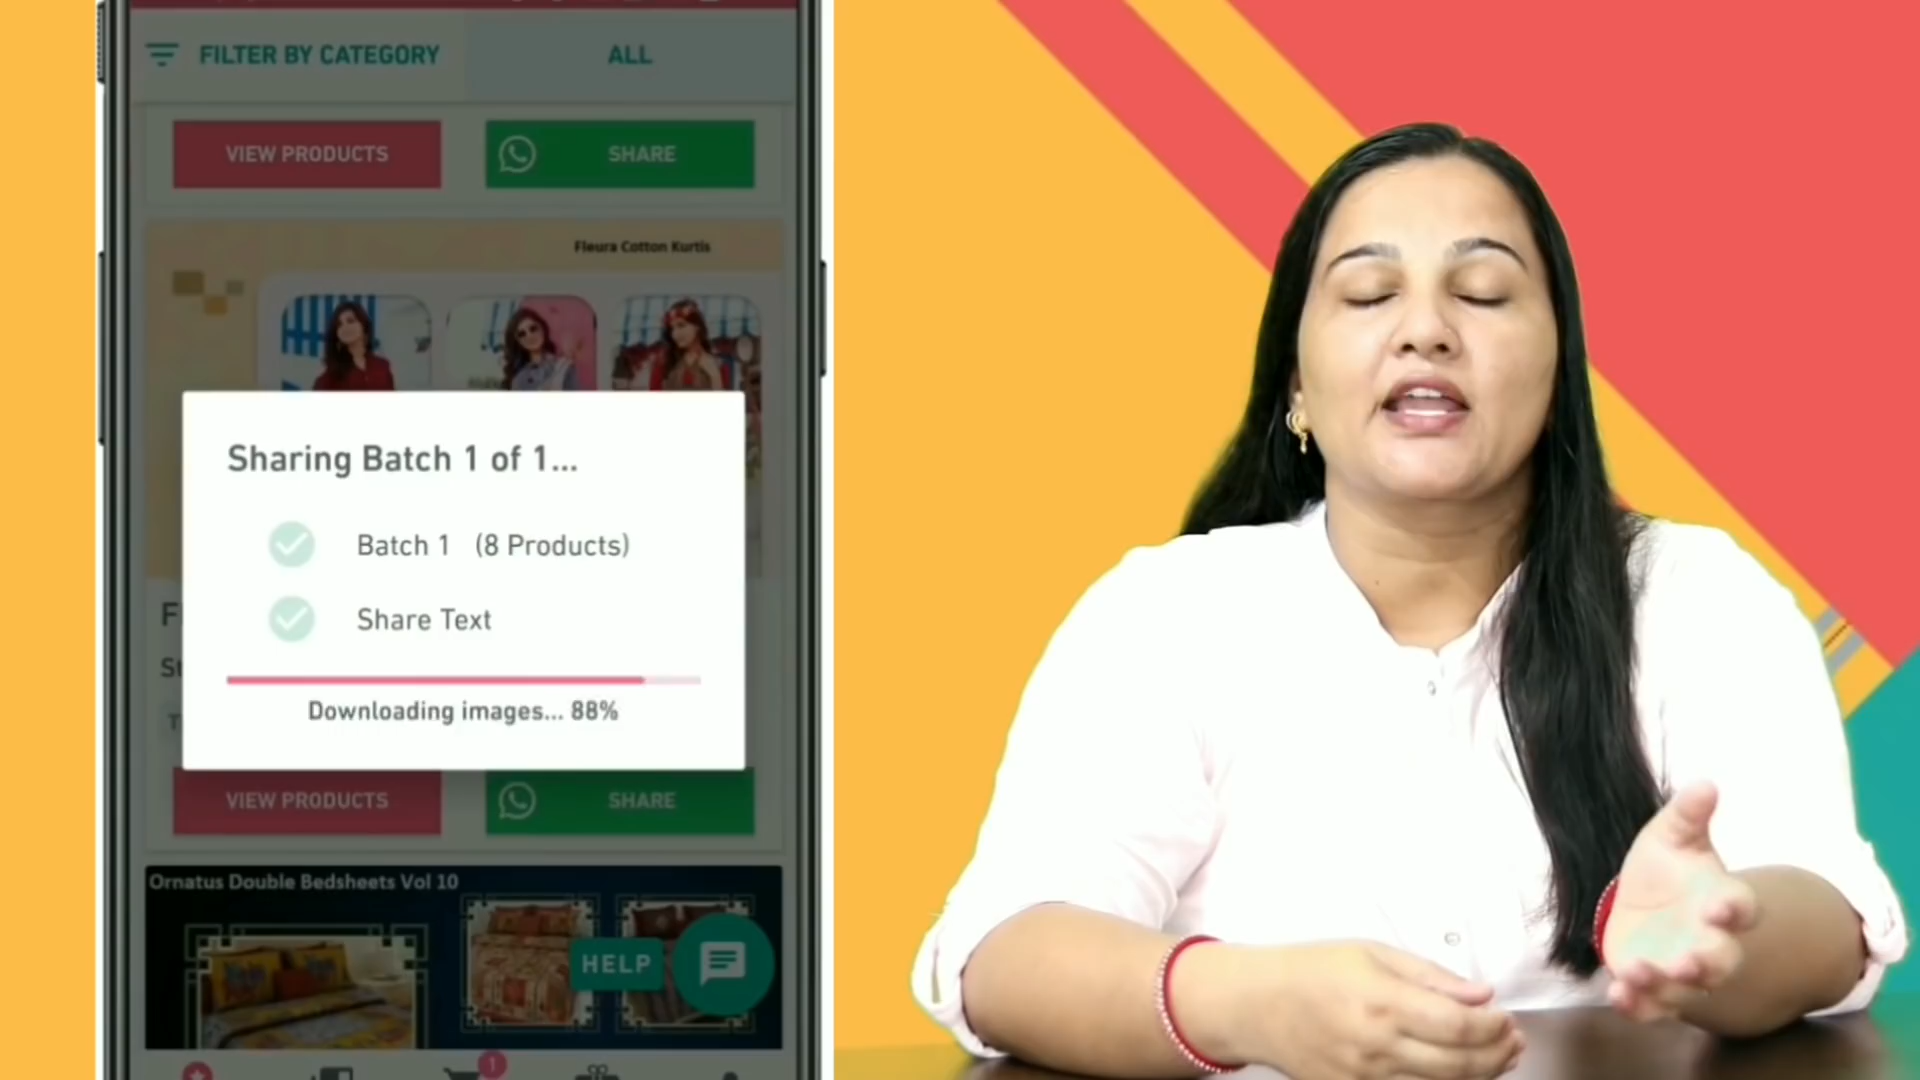 FILTER BY CATEGORY
ALL
VIEW PRODUCTS
SHARE
Fleura Cotton Kurtis
Sharing Batch 1 of 1...
Batch 1 (8 Products)
Share Text
Downloading images... 88%
VIEW PRODUCTS
SHARE
Ornatus Double Bedsheets Vol 10
HELP
1